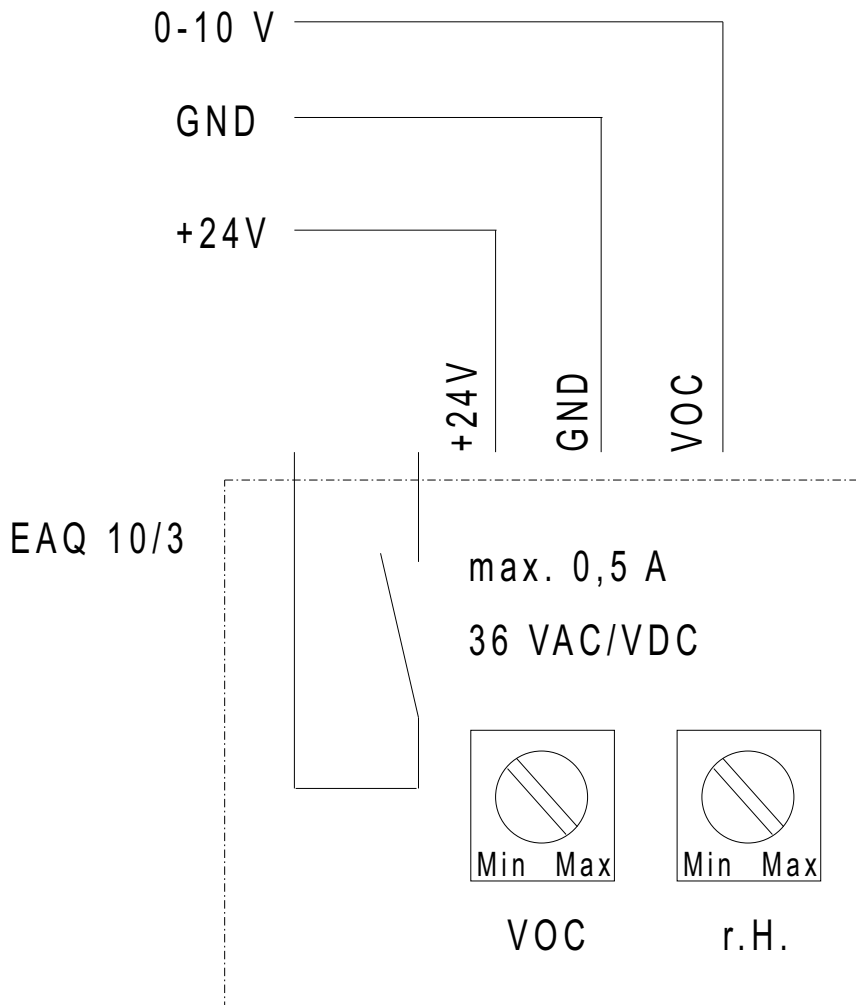 0-10 V
GND
+24V
+24V
GND
VOC
EAQ 10/3
max. 0,5 A
36 VAC/VDC
Min Max
Min Max
VOC
r.H.